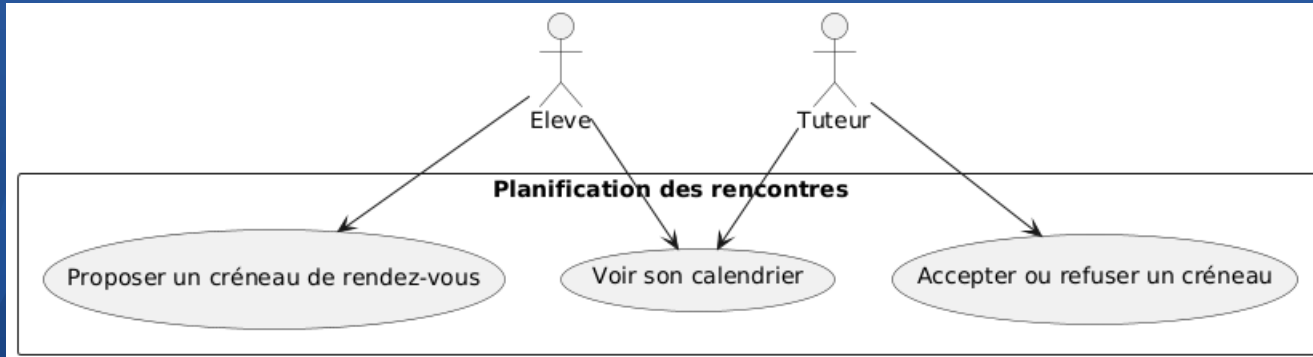 Eleve
Tuteur
Planification des rencontres
Proposer un créneau de rendez-vous
Voir son calendrier
Accepter ou refuser un créneau